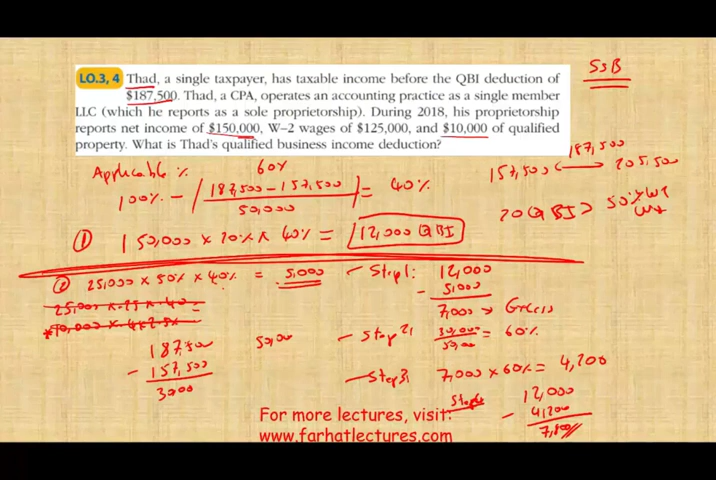 SSB
LO.3, 4 Thad, a single taxpayer, has taxable income before the QBI deduction of
$187,500. Thad, a CPA, operates an accounting practice as a single member
LLC (which he reports as a sole proprietorship). During 2018, his proprietorship
reports net income of $150,000, W–2 wages of $125,000, and $10,000 of qualified
property. What is Thad's qualified business income deduction?
187,500
157,500 205,500
Applicable % 60%
100% - ( 187,500 - 157,500 / 50,000 ) = 40%
20 QBI > 50%
① 150,000 x 20% x 40% = 12,000 QBI
② 25,000 x 50% x 40% = 5,000
25,000 x .25 x .40 =
187,500
- 157,500
3000
50,000
Step 1: 12,000
- 5,000
7,000 → Excess
Step 2, 30,000 / 50,000 = 60%
Step 3, 7,000 x 60% = 4,200
Step 4 12,000
- 4,200
7,800
For more lectures, visit:
www.farhatlectures.com